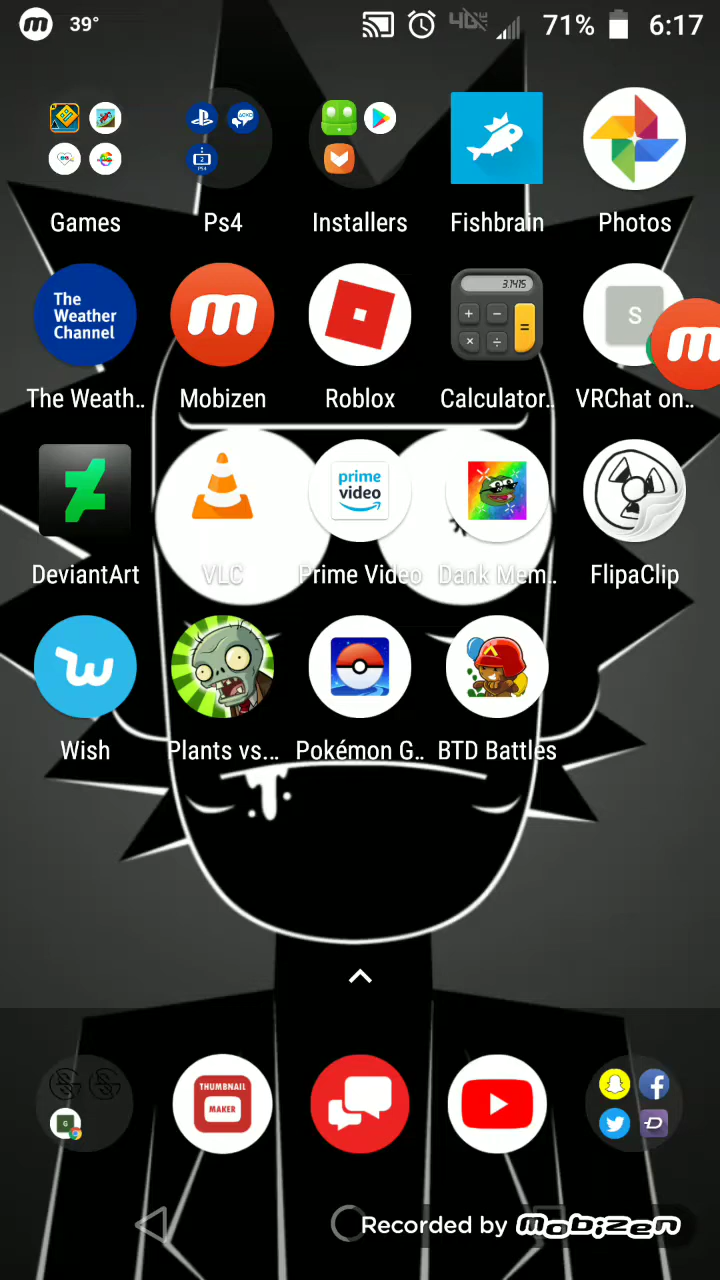 m 39° 4G 71% 6:17
Games Ps4 Installers Fishbrain Photos
The
Weather
Channel
m
3.1415
S
m
The Weath.. Mobizen Roblox Calculator.. VRChat on..
prime
video
DeviantArt VLC Prime Video Dank Mem.. FlipaClip
w
Wish Plants vs... Pokémon G.. BTD Battles
THUMBNAIL
MAKER
G
f
D
Recorded by mobizen